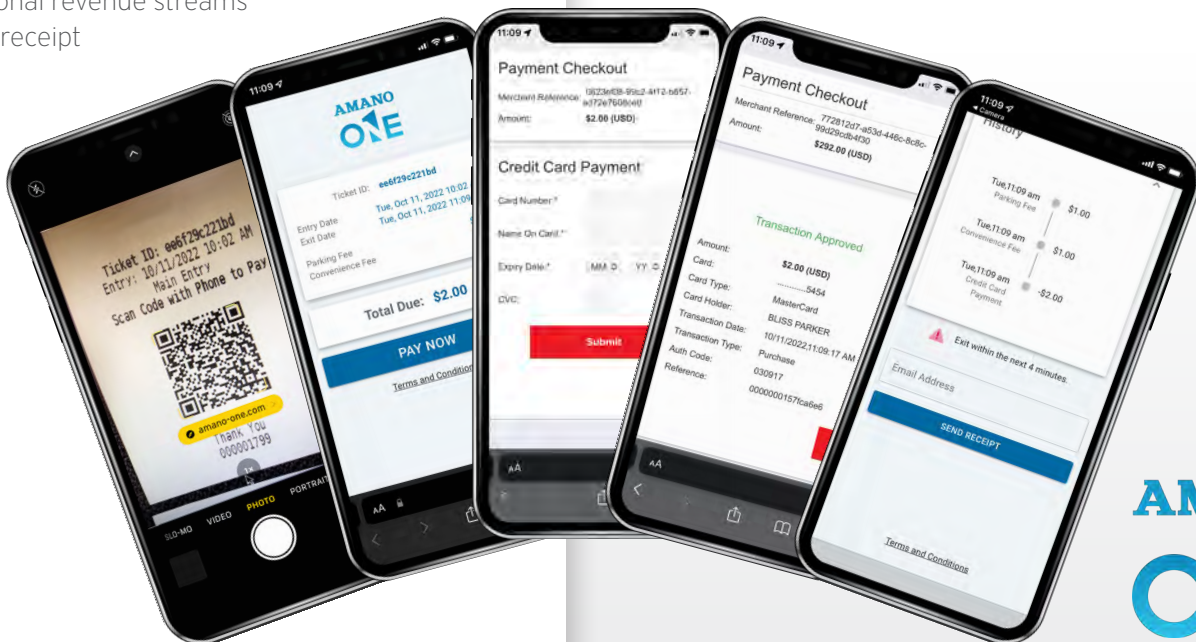 onal revenue streams
receipt
Ticket ID: ee6f29c221bd
Entry: 10/11/2022 10:02 AM
Main Entry
Scan Code with Phone to Pay
amano-one.com
Thank You
000001799
1x
SLO-MO VIDEO PHOTO PORTRAIT
11:09
AMANO
ONE
Ticket ID: ee6f29c221bd
Entry Date Tue, Oct 11, 2022 10:02
Exit Date Tue, Oct 11, 2022 11:09
Parking Fee
Convenience Fee
Total Due: $2.00
PAY NOW
Terms and Condition
AA
11:09
Payment Checkout
Merchant Reference:
Amount: $2.00 (USD)
Credit Card Payment
Card Number:*
Name On Card:*
Expiry Date:* MM YY
CVC:
Submit
AA
11:09
Payment Checkout
Merchant Reference: 772812d7-a53d-446c-8c8c-
99d29cdb4f30
Amount: $292.00 (USD)
Transaction Approved
Amount: $2.00 (USD)
Card: ............5454
Card Type: MasterCard
Card Holder: BLISS PARKER
Transaction Date: 10/11/2022,11:09:17 AM
Transaction Type: Purchase
Auth Code: 030917
Reference: 0000000157fca6e6
AA
11:09
Camera
History
Tue,11:09 am
Parking Fee $1.00
Tue,11:09 am
Convenience Fee $1.00
Tue,11:09 am
Credit Card
Payment -$2.00
Exit within the next 4 minutes.
Email Address
SEND RECEIPT
Terms and Conditions
AM
O